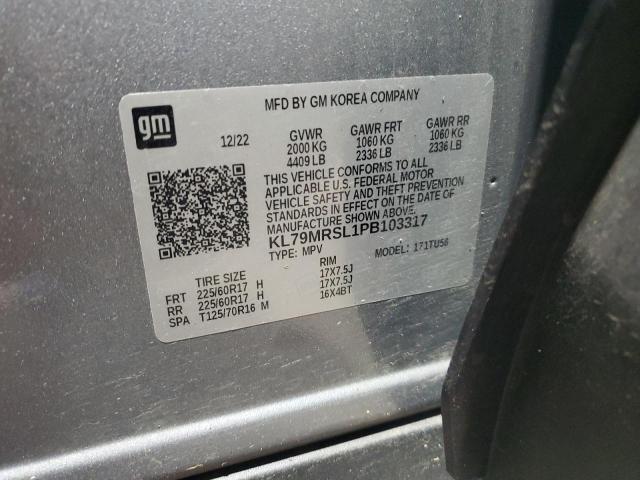 MFD BY GM KOREA COMPANY
gm
12/22
GVWR GAWR FRT GAWR RR
2000 KG 1060 KG 1060 KG
4409 LB 2336 LB 2336 LB
THIS VEHICLE CONFORMS TO ALL
APPLICABLE U.S. FEDERAL MOTOR
VEHICLE SAFETY AND THEFT PREVENTION
STANDARDS IN EFFECT ON THE DATE OF
MANUFACTURE SHOWN ABOVE.
KL79MRSL1PB103317
TYPE: MPV MODEL: 1TU56
TIRE SIZE RIM
FRT 225/60R17 H 17X7.5J
RR 225/60R17 H 17X7.5J
SPA T125/70R16 M 16X4BT